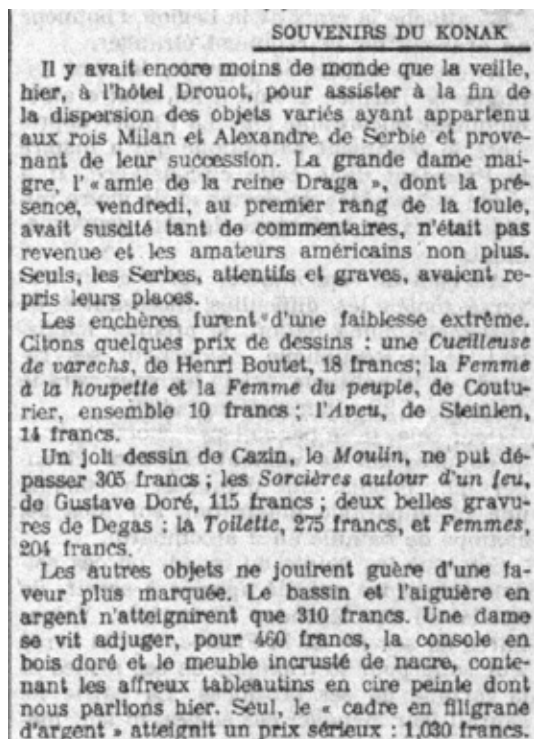 SOUVENIRS DU KONAK
Il y avait encore moins de monde que la veille,
hier, à l'hôtel Drouot, pour assister à la fin de
la dispersion des objets variés ayant appartenu
aux rois Milan et Alexandre de Serbie et prove-
nant de leur succession. La grande dame mai-
gre, l'« amie de la reine Draga », dont la pré-
sence, vendredi, au premier rang de la foule,
avait suscité tant de commentaires, n'était pas
revenue et les amateurs américains non plus.
Seuls, les Serbes, attentifs et graves, avaient re-
pris leurs places.
Les enchères furent d'une faiblesse extrême.
Citons quelques prix de dessins : une Cueilleuse
de varechs, de Henri Boutet, 18 francs; la Femme
à la houpette et la Femme du peuple, de Coutu-
rier, ensemble 10 francs ; l'Aveu, de Steinlen,
14 francs.
Un joli dessin de Cazin, le Moulin, ne put dé-
passer 305 francs ; les Sorcières autour d'un feu,
de Gustave Doré, 115 francs ; deux belles gravu-
res de Degas : la Toilette, 275 francs, et Femmes,
204 francs.
Les autres objets ne jouirent guère d'une fa-
veur plus marquée. Le bassin et l'aiguière en
argent n'atteignirent que 310 francs. Une dame
se vit adjuger, pour 460 francs, la console en
bois doré et le meuble incrusté de nacre, conte-
nant les affreux tableautins en cire peinte dont
nous parlions hier. Seul, le « cadre en filigrane
d'argent » atteignit un prix sérieux : 1,030 francs.